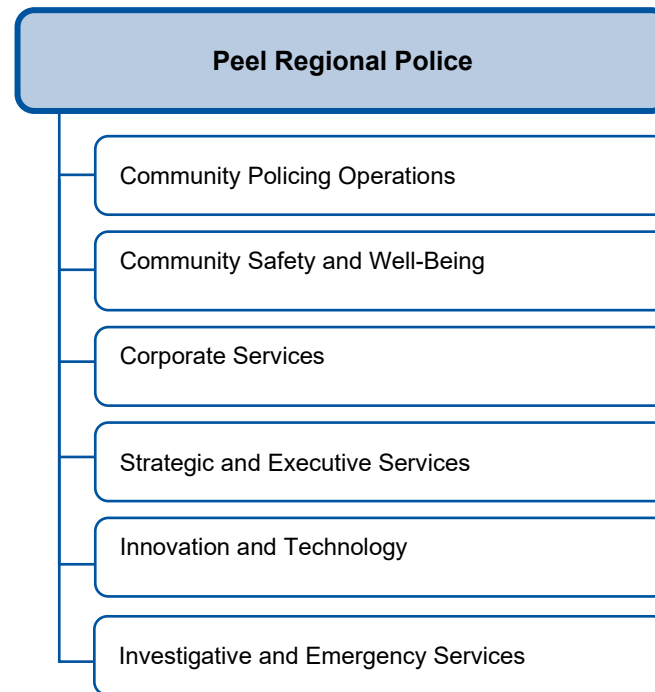 Peel Regional Police
Community Policing Operations
Community Safety and Well-Being
Corporate Services
Strategic and Executive Services
Innovation and Technology
Investigative and Emergency Services